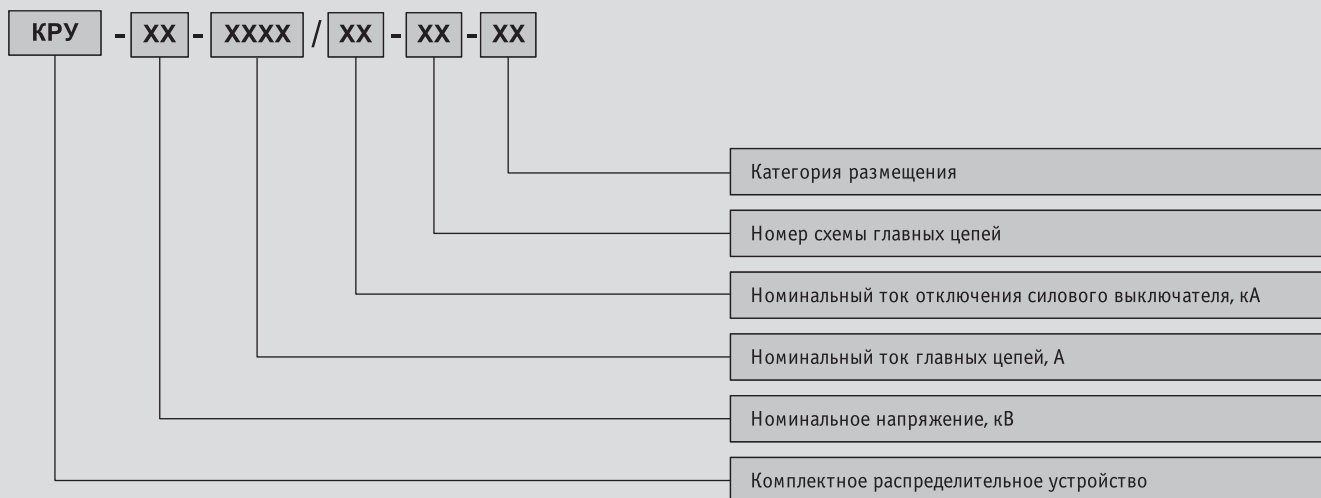 КРУ - XX - XXXX / XX - XX - XX
Категория размещения
Номер схемы главных цепей
Номинальный ток отключения силового выключателя, кА
Номинальный ток главных цепей, А
Номинальное напряжение, кВ
Комплектное распределительное устройство